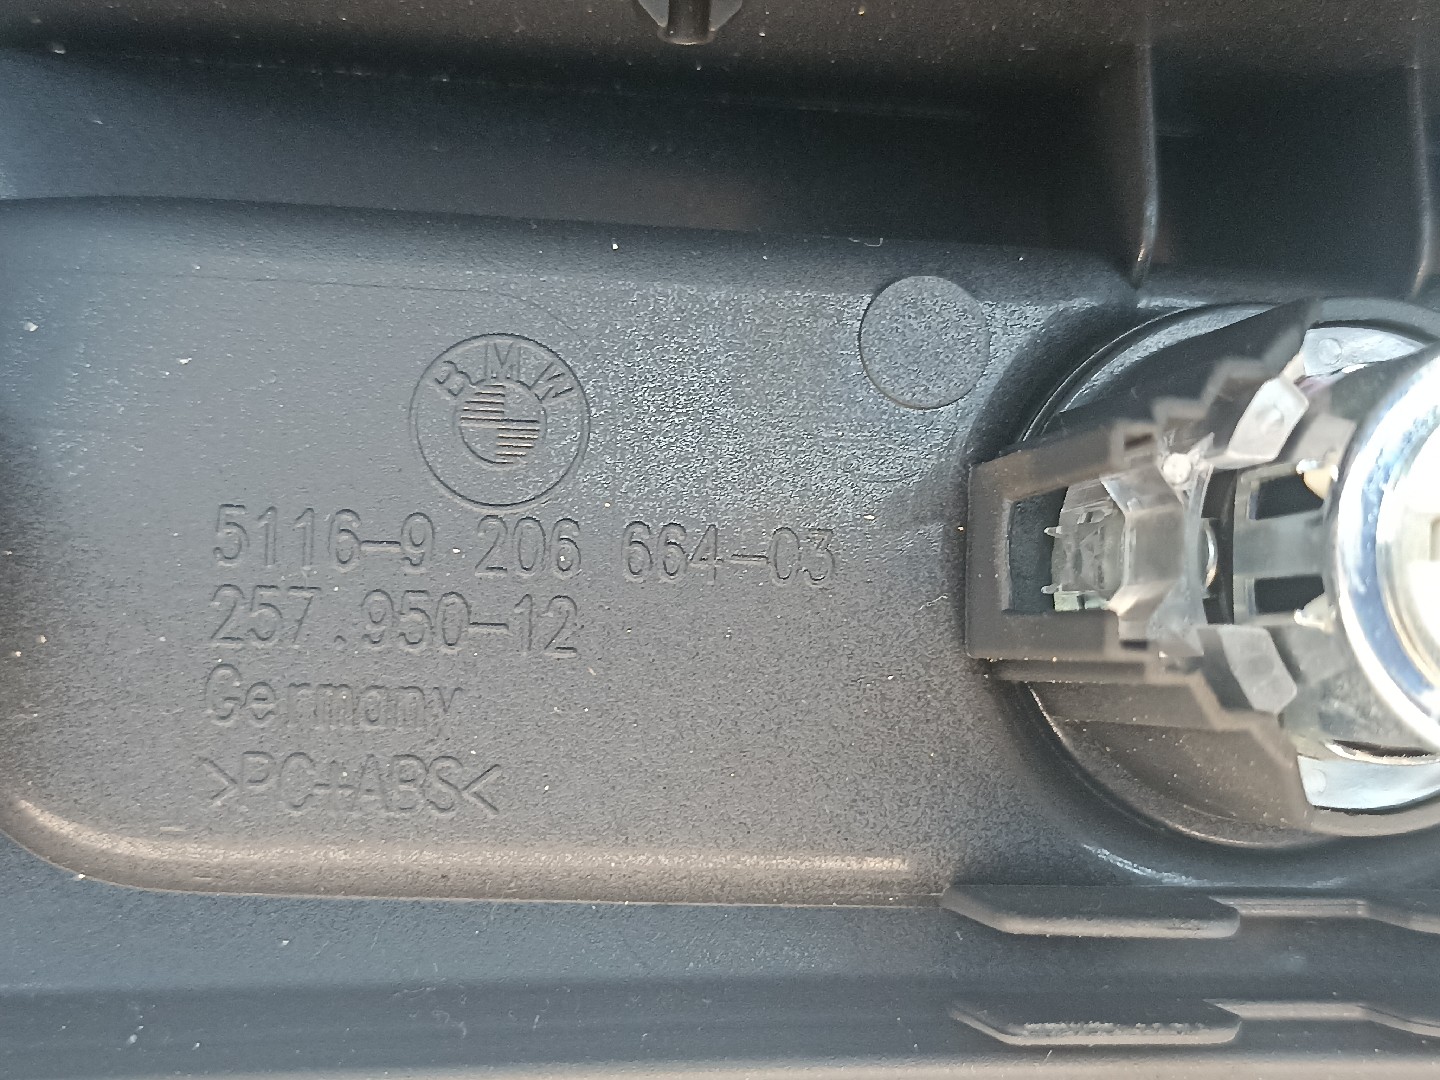 BMW
5116-9 206 664-03
257.950-12
Germany
>PC+ABS<